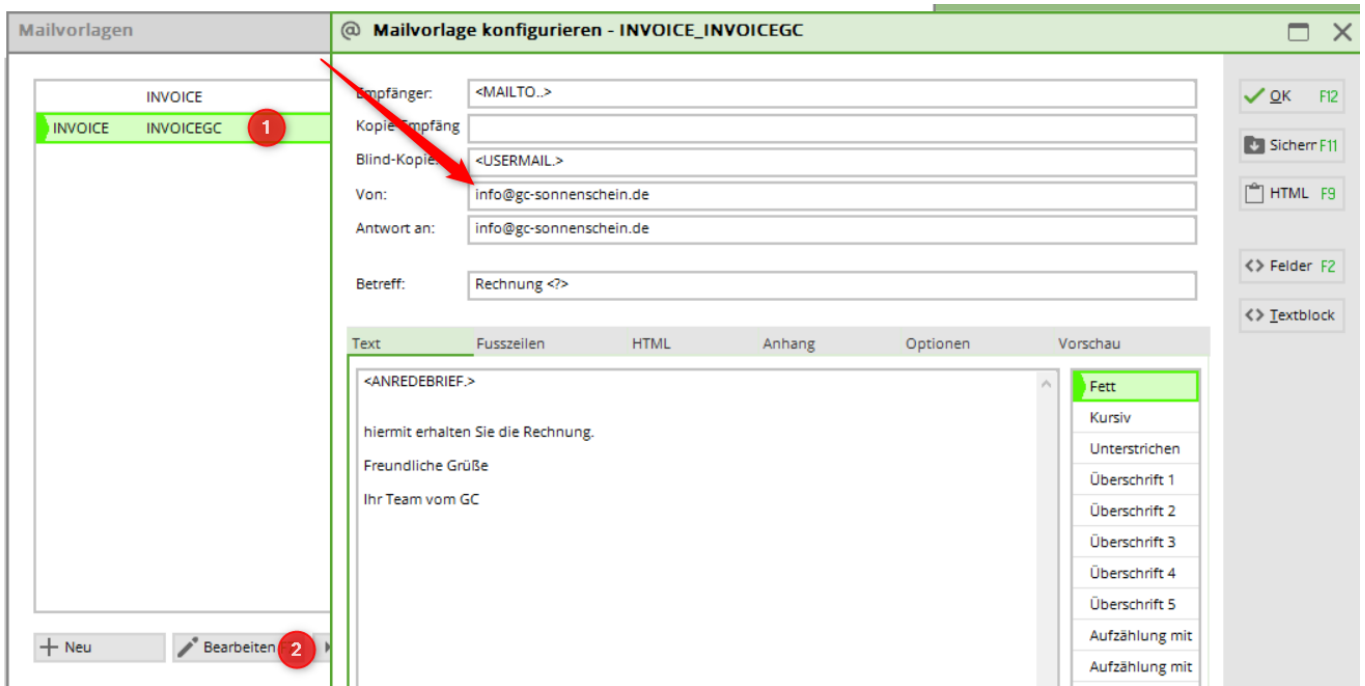 Mailvorlagen
@ Mailvorlage konfigurieren - INVOICE_INVOICEGC
INVOICE
INVOICE INVOICEGC 1
Neu
Bearbeiten 2
Empfänger: <MAILTO..>
Kopie Empfäng
Blind-Kopie: <USERMAIL.>
Von: info@gc-sonnenschein.de
Antwort an: info@gc-sonnenschein.de
Betreff: Rechnung <?>
Text Fusszeilen HTML Anhang Optionen Vorschau
<ANREDEBRIEF.>
hiermit erhalten Sie die Rechnung.
Freundliche Grüße
Ihr Team vom GC
Fett
Kursiv
Unterstrichen
Überschrift 1
Überschrift 2
Überschrift 3
Überschrift 4
Überschrift 5
Aufzählung mit
Aufzählung mit
OK F12
Sicherr F11
HTML F9
<> Felder F2
<> Textblock